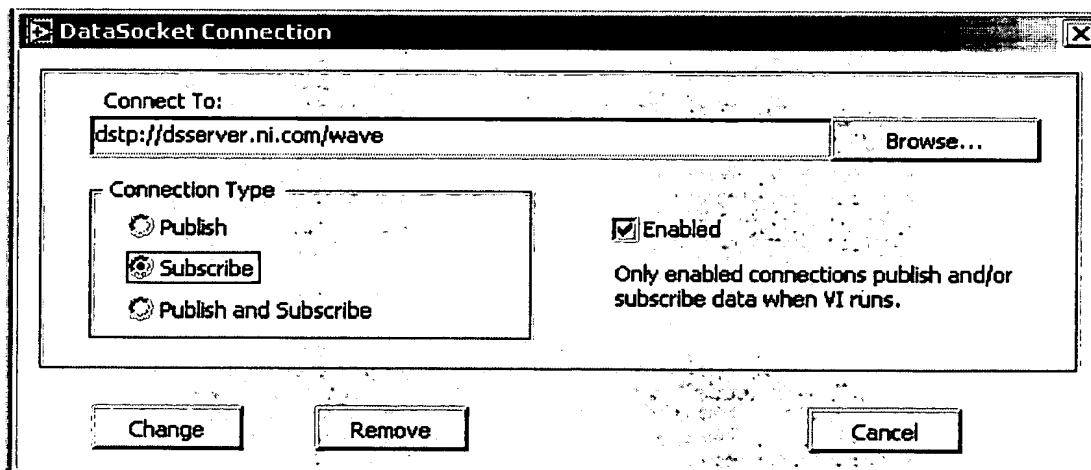 DataSocket Connection
Connect To:
dstp://dsserver.ni.com/wave
Browse...
Connection Type
Publish
Subscribe
Publish and Subscribe
Enabled
Only enabled connections publish and/or
subscribe data when VI runs.
Change
Remove
Cancel